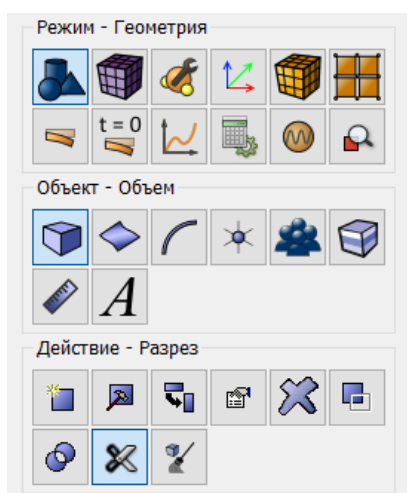 Режим - Геометрия
t = 0
Объект - Объем
A
Действие - Разрез